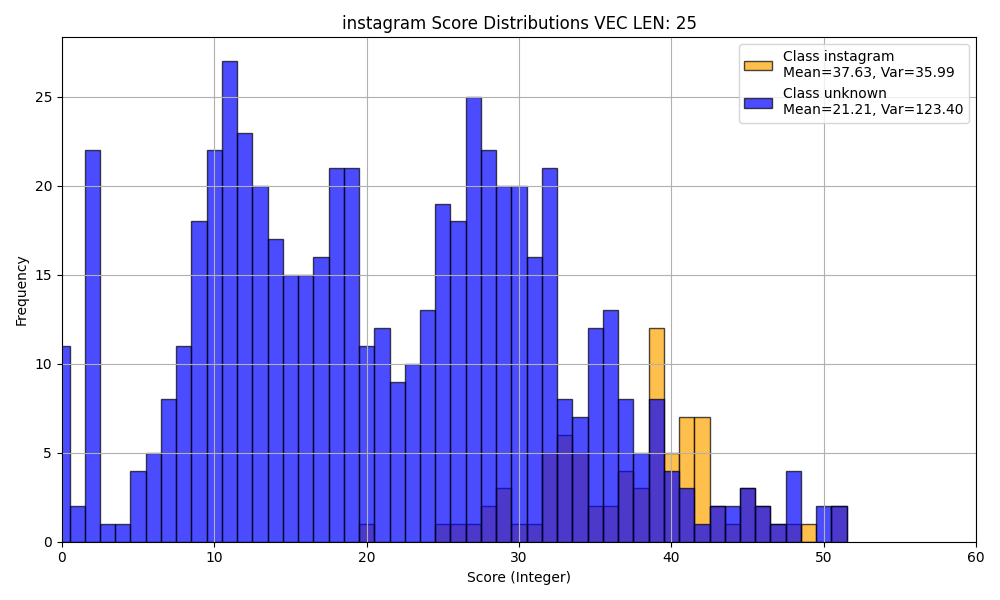 instagram Score Distributions VEC LEN: 25
Class instagram
Mean=37.63, Var=35.99
Class unknown
Mean=21.21, Var=123.40
Frequency
25
20
15
10
5
0
0 10 20 30 40 50 60
Score (Integer)